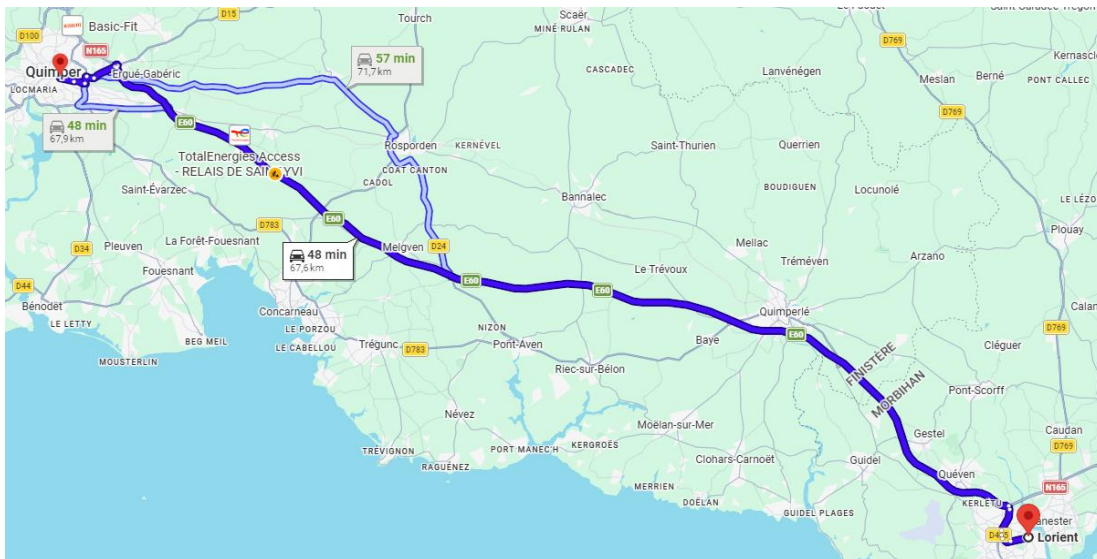 Tourch
Scaër
MINE RULAN
D15
D100
Basic-Fit
N165
57 min
71,7 km
CASCADEC
Lanvénégen
D769
Meslan
Berné
Kernascle
PONT CALLEC
Quimper
Ergué-Gabéric
LOCMARIA
48 min
67,9 km
E60
D769
TotalEnergies Access
- RELAIS DE SAINT YVI
Rosporden
KERNÉVEL
Saint-Thurien
Querrien
COAT CANTON
CADOL
Saint-Évarzec
Bannalec
BOUDIGUEN
Locunolé
E60
D783
Plouay
D34
Pleuven
La Forêt-Fouesnant
48 min
67,6 km
Melgven
D24
Mellac
Tréméven
Arzano
Fouesnant
E60
Le Trévoux
D44
E60
Bénodet
Concarneau
Quimperlé
LE LETTY
BEG MEIL
LE PORZOU
NIZON
E60
D769
MOUSTERLIN
LE CABELLOU
Trégunc
D783
Pont-Aven
Baye
Cléguer
Riec-sur-Bélon
FINISTÈRE
MORBIHAN
Pont-Scorff
Névez
Moëlan-sur-Mer
Gestel
Caudan
TRÉVIGNON
PORT MANEC'H
KERGROËS
D769
RAGUÉNEZ
Clohars-Carnoët
Guidel
Quéven
MERRIEN
N165
DOËLAN
KERLETU
GUIDEL PLAGES
Lorient